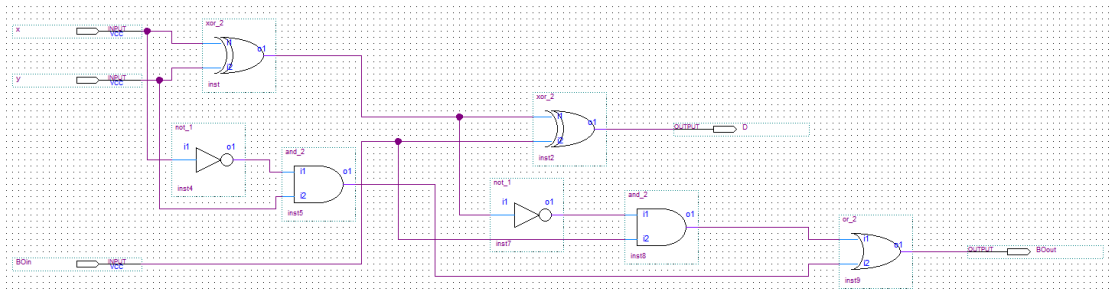 xor_2
x INPUT VCC
i1 o1
i2
y INPUT VCC
inst
xor_2
i1 o1
i2
OUTPUT D
inst2
not_1
i1 o1
inst4
and_2
i1 o1
i2
inst5
not_1
i1 o1
inst7
and_2
i1 o1
i2
inst8
or_2
i1 o1
i2
inst9
OUTPUT BOout
BOin INPUT VCC